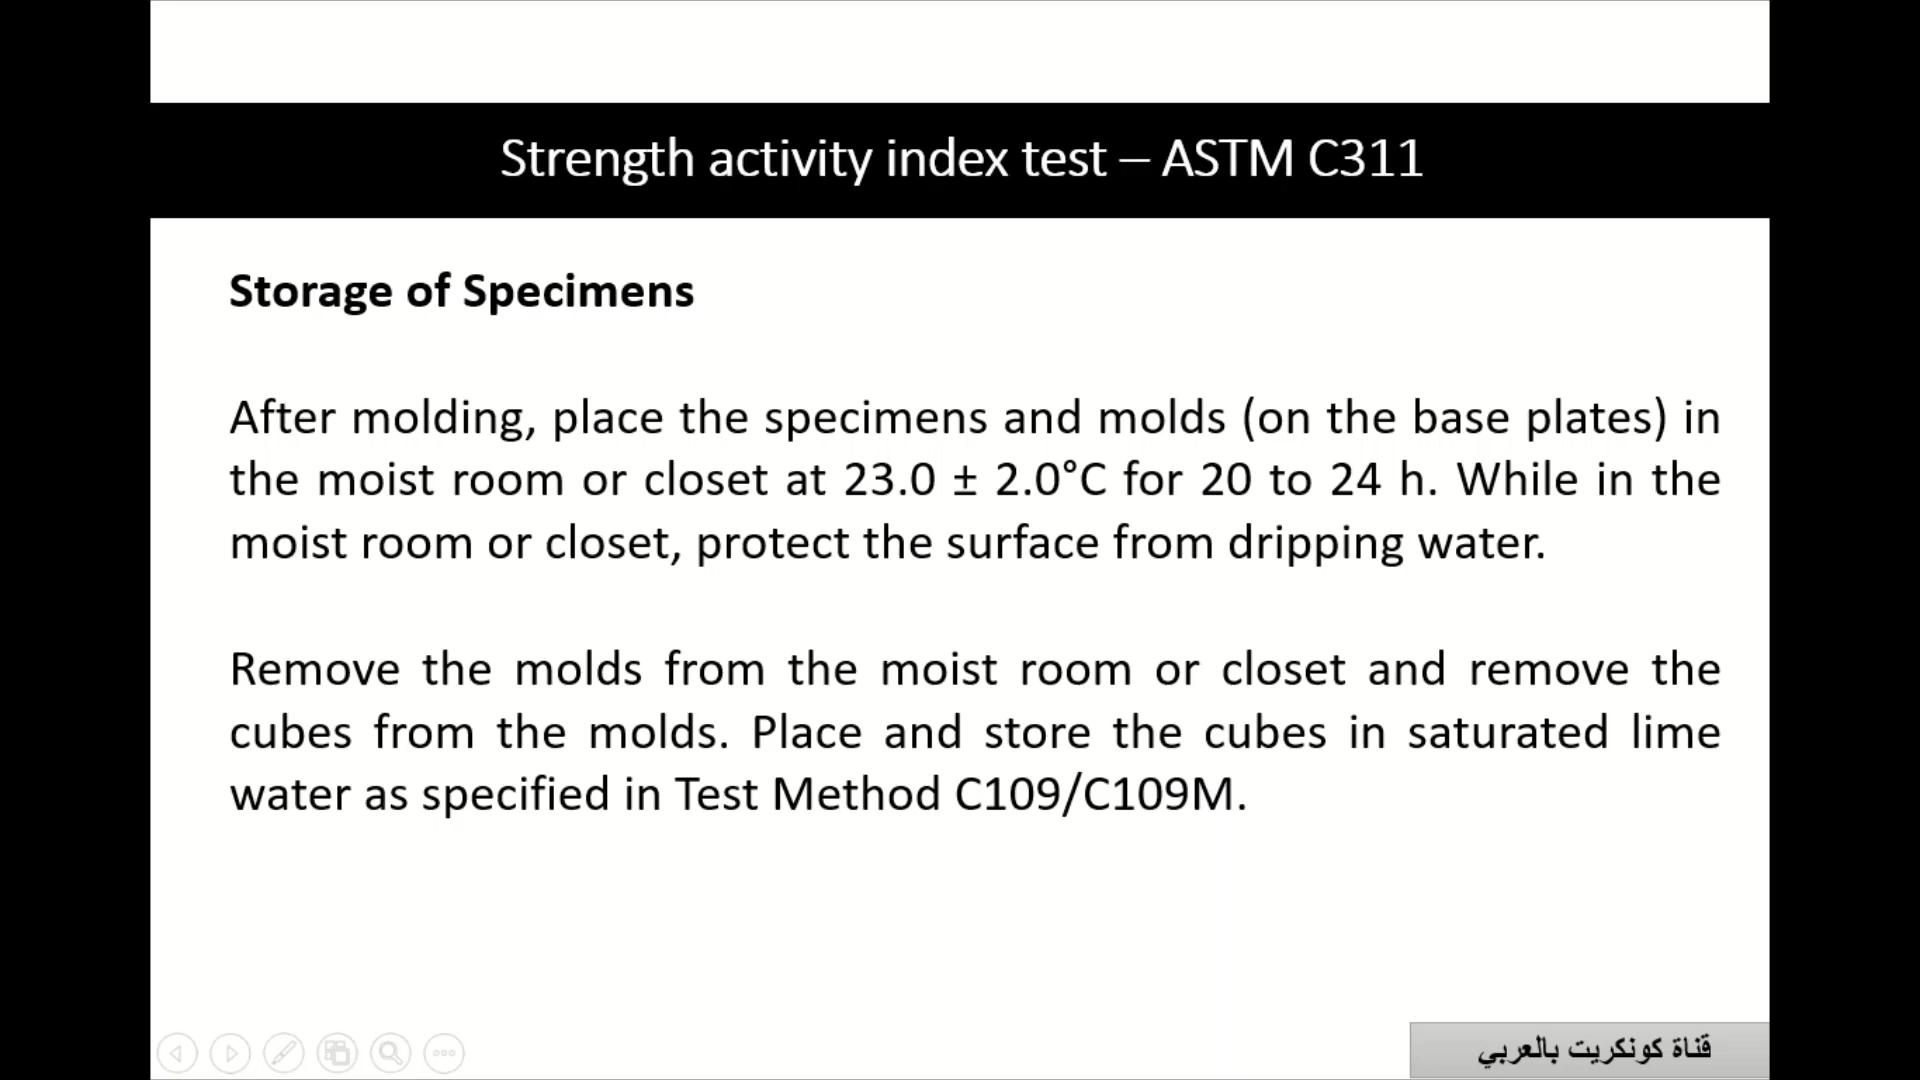 Strength activity index test – ASTM C311
Storage of Specimens
After molding, place the specimens and molds (on the base plates) in
the moist room or closet at 23.0 ± 2.0°C for 20 to 24 h. While in the
moist room or closet, protect the surface from dripping water.
Remove the molds from the moist room or closet and remove the
cubes from the molds. Place and store the cubes in saturated lime
water as specified in Test Method C109/C109M.
قناة كونكريت بالعربي